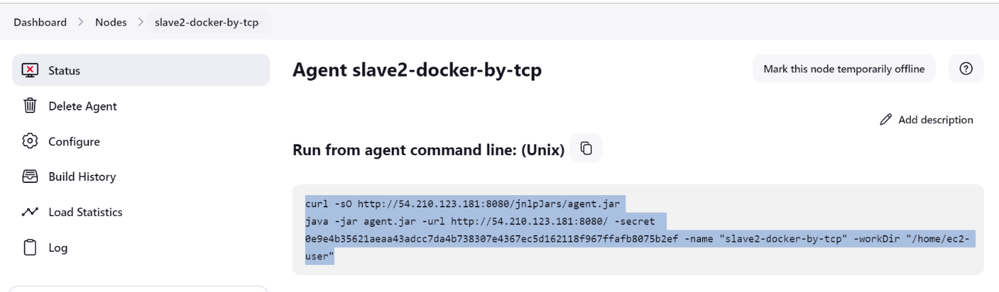 Dashboard > Nodes > slave2-docker-by-tcp
Status
Delete Agent
Configure
Build History
Load Statistics
Log
Agent slave2-docker-by-tcp
Mark this node temporarily offline
?
Add description
Run from agent command line: (Unix)
curl -sO http://54.210.123.181:8080/jnlpJars/agent.jar
java -jar agent.jar -url http://54.210.123.181:8080/ -secret
0e9e4b35621aeaa43adcc7da4b738307e4367ec5d162118f967ffafb8075b2ef -name "slave2-docker-by-tcp" -workDir "/home/ec2-
user"